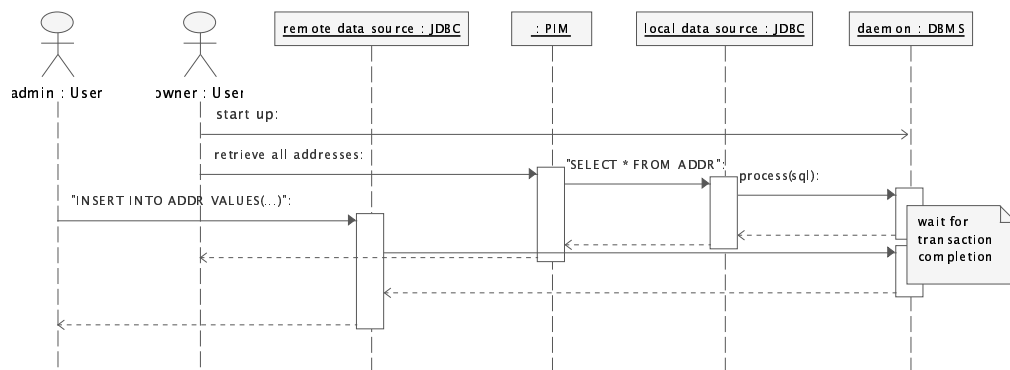 remote data source : JDBC
: PIM
local data source : JDBC
daemon : DBMS
admin : User
owner : User
start up:
retrieve all addresses:
"SELECT * FROM ADDR":
process(sql):
"INSERT INTO ADDR VALUES(...)":
wait for
transaction
completion